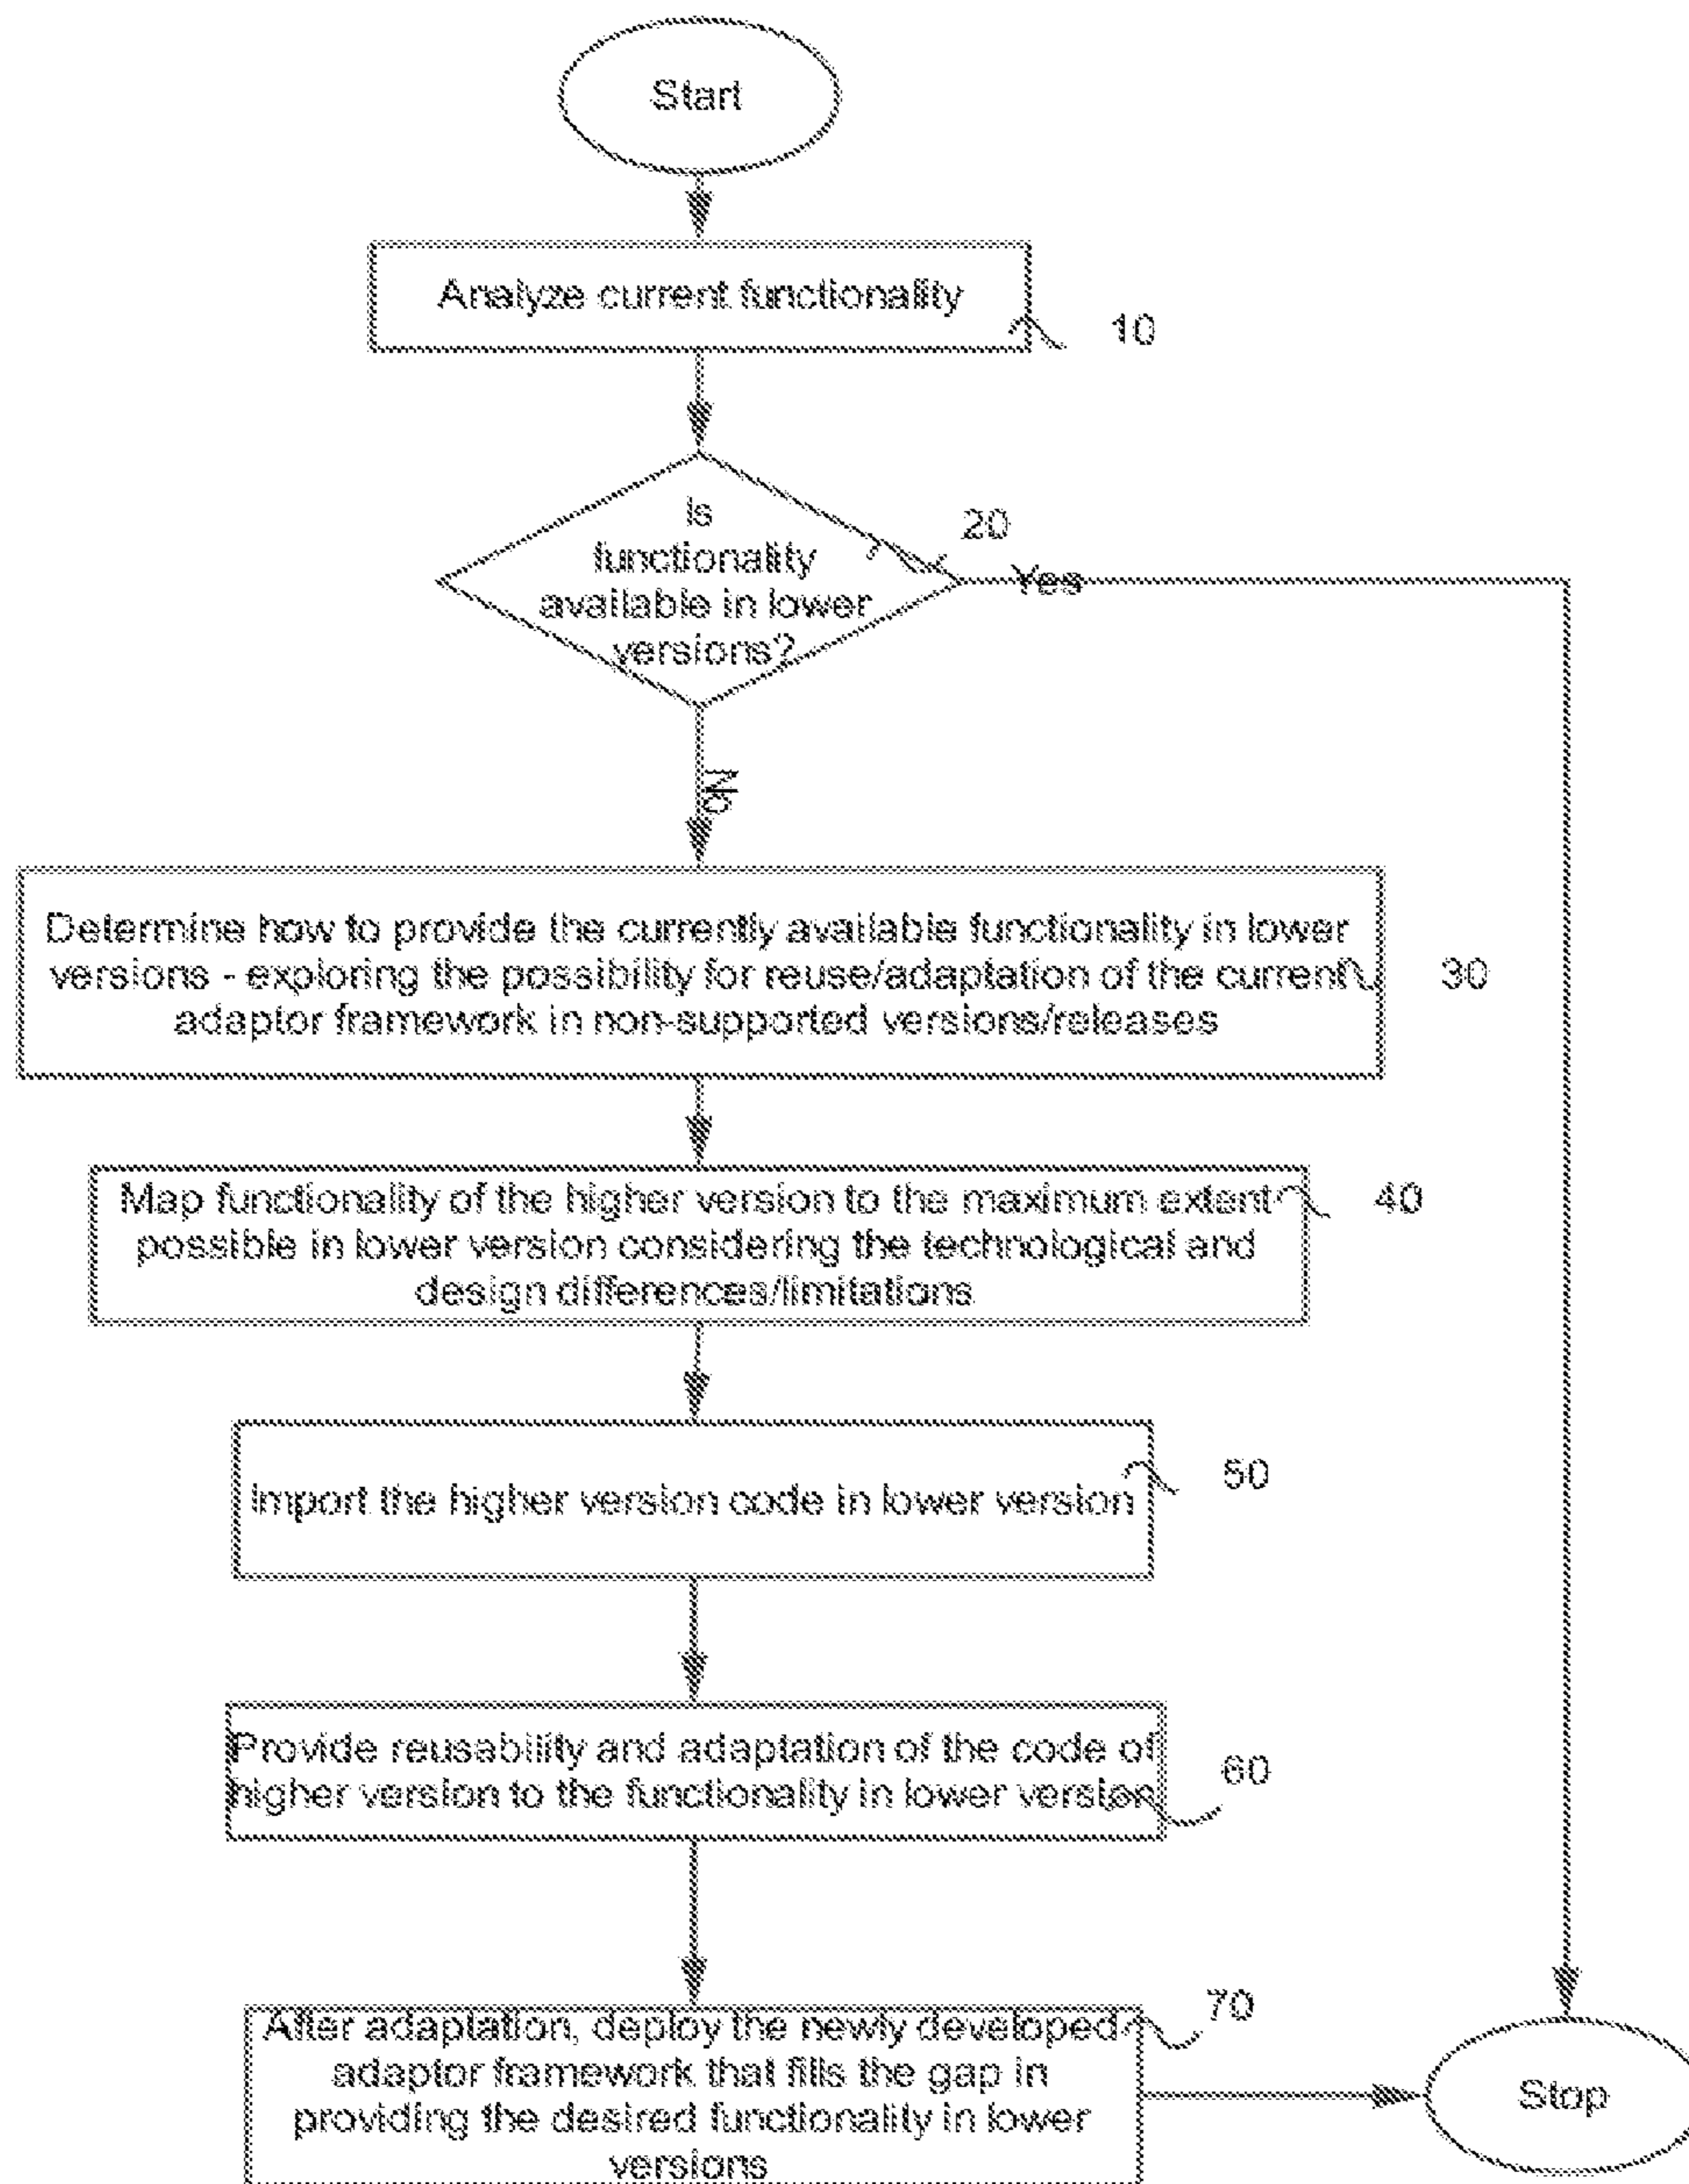 Start
Analyze current functionality
10
Is
functionality
available in lower
versions?
20
Yes
No
Determine how to provide the currently available functionality in lower
versions - exploring the possibility for reuse/adaptation of the current
adaptor framework in non-supported versions/releases
30
Map functionality of the higher version to the maximum extent
possible in lower version considering the technological and
design differences/limitations
40
Import the higher version code in lower version
50
Provide reusability and adaptation of the code of
higher version to the functionality in lower version
60
After adaptation, deploy the newly developed
adaptor framework that fills the gap in
providing the desired functionality in lower
versions
70
Stop